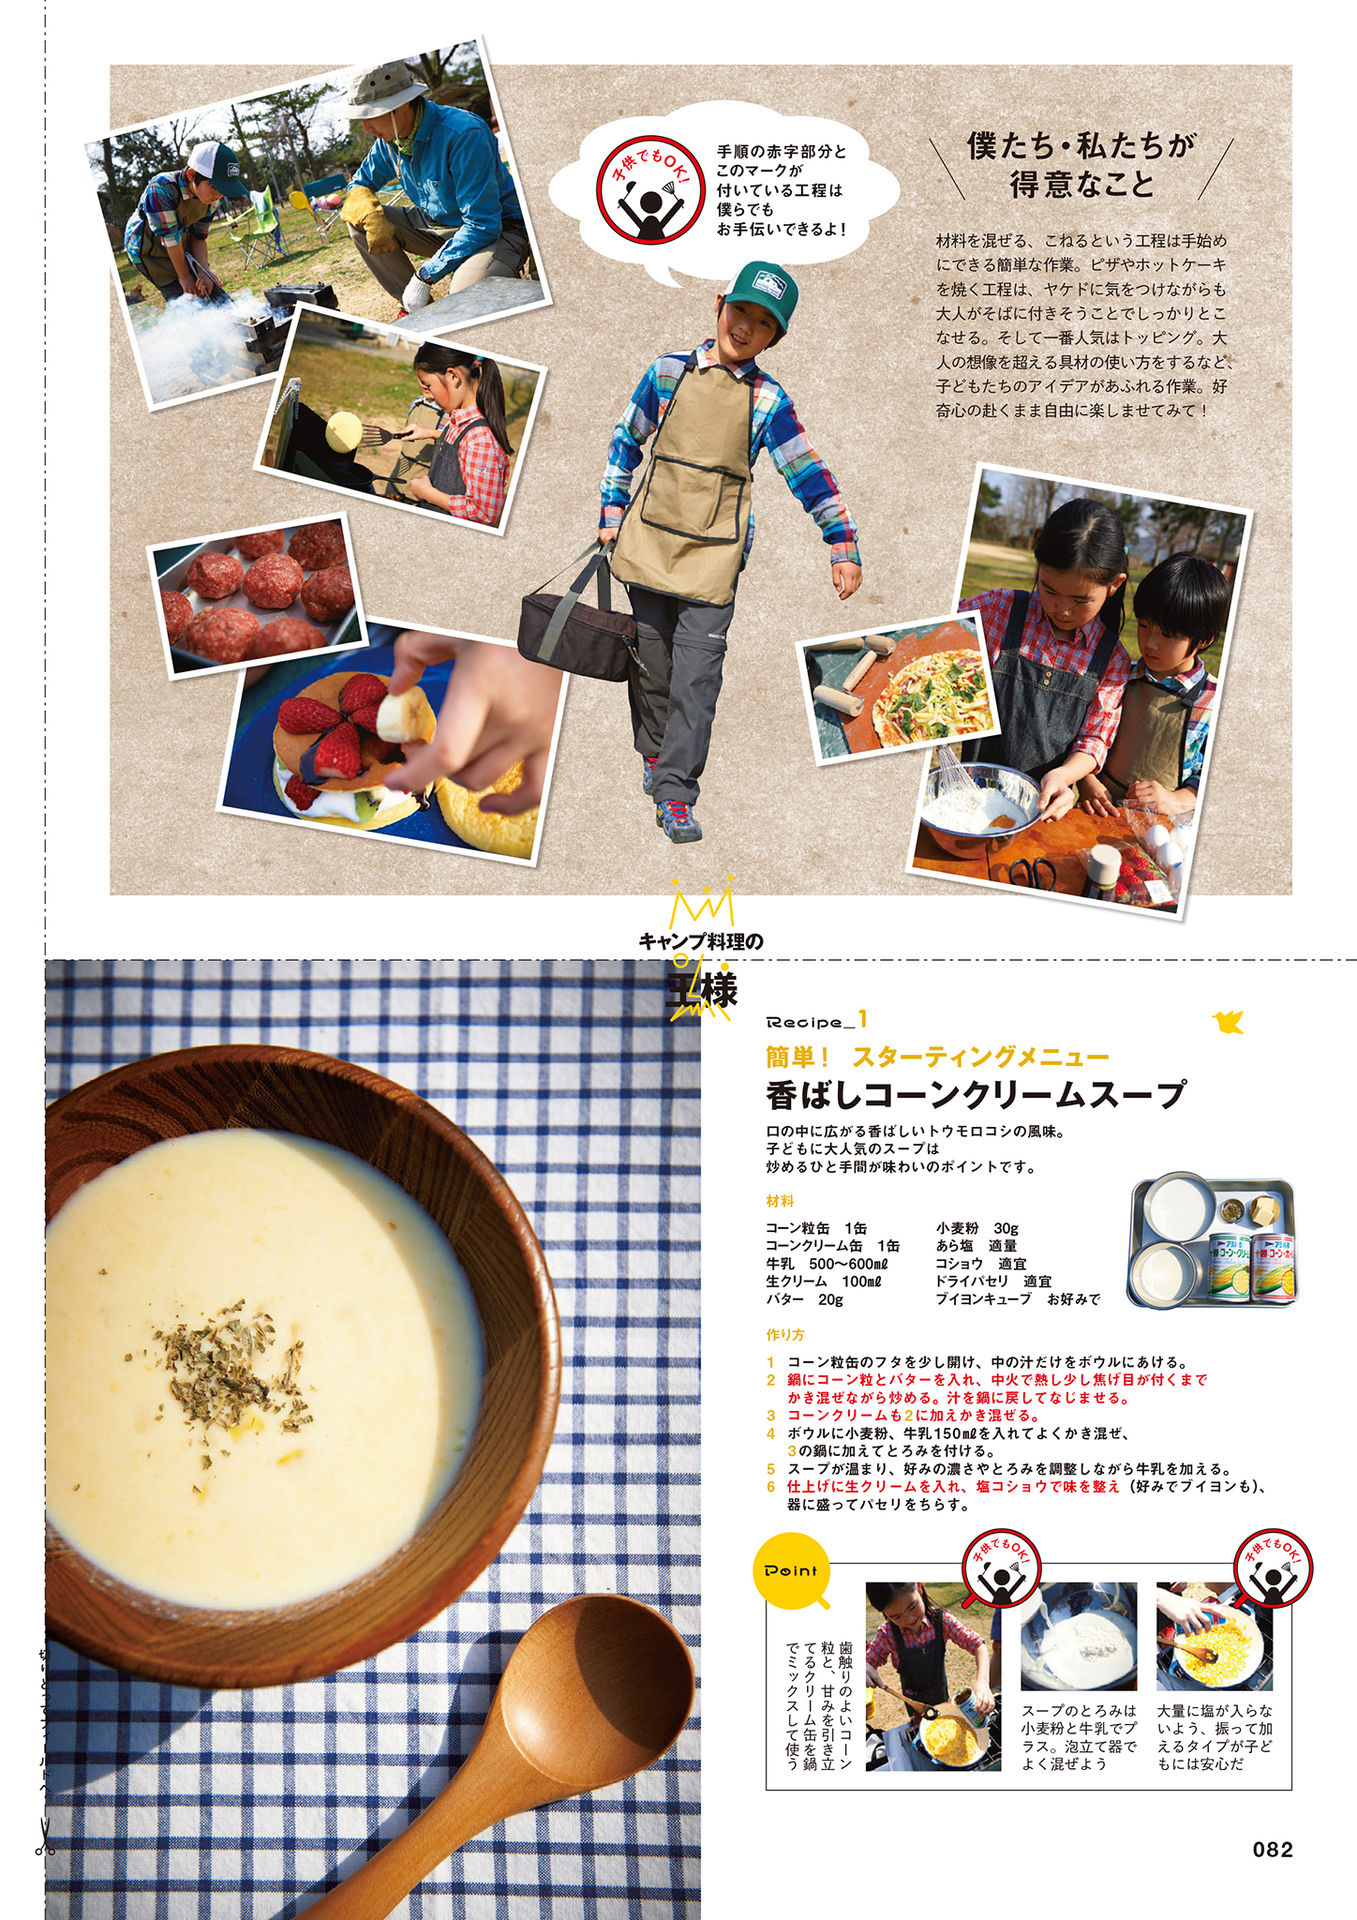 子供でもOK!
手順の赤字部分と
このマークが
付いている工程は
僕らでも
お手伝いできるよ！
僕たち・私たちが
得意なこと
材料を混ぜる、こねるという工程は手始め
にできる簡単な作業。ピザやホットケーキ
を焼く工程は、ヤケドに気をつけながらも
大人がそばに付きそうことでしっかりとこ
なせる。そして一番人気はトッピング。大
人の想像を超える具材の使い方をするなど、
子どもたちのアイデアがあふれる作業。好
奇心の赴くまま自由に楽しませてみて！
キャンプ料理の
王様
Recipe_1
簡単！ スターティングメニュー
香ばしコーンクリームスープ
口の中に広がる香ばしいトウモロコシの風味。
子どもに大人気のスープは
炒めるひと手間が味わいのポイントです。
材料
コーン粒缶 1缶
コーンクリーム缶 1缶
牛乳 500〜600㎖
生クリーム 100㎖
バター 20g
小麦粉 30g
あら塩 適量
コショウ 適宜
ドライパセリ 適宜
ブイヨンキューブ お好みで
作り方
1 コーン粒缶のフタを少し開け、中の汁だけをボウルにあける。
2 鍋にコーン粒とバターを入れ、中火で熱し少し焦げ目が付くまで
かき混ぜながら炒める。汁を鍋に戻してなじませる。
3 コーンクリームも2に加えかき混ぜる。
4 ボウルに小麦粉、牛乳150㎖を入れてよくかき混ぜ、
3の鍋に加えてとろみを付ける。
5 スープが温まり、好みの濃さやとろみを調整しながら牛乳を加える。
6 仕上げに生クリームを入れ、塩コショウで味を整え（好みでブイヨンも）、
器に盛ってパセリをちらす。
Point
子供でもOK!
子供でもOK!
歯触りのよいコーン
粒と、甘みを引き立
てるクリーム缶を鍋
でミックスして使う
スープのとろみは
小麦粉と牛乳でプ
ラス。泡立て器で
よく混ぜよう
大量に塩が入らな
いよう、振って加
えるタイプが子ど
もには安心だ
082